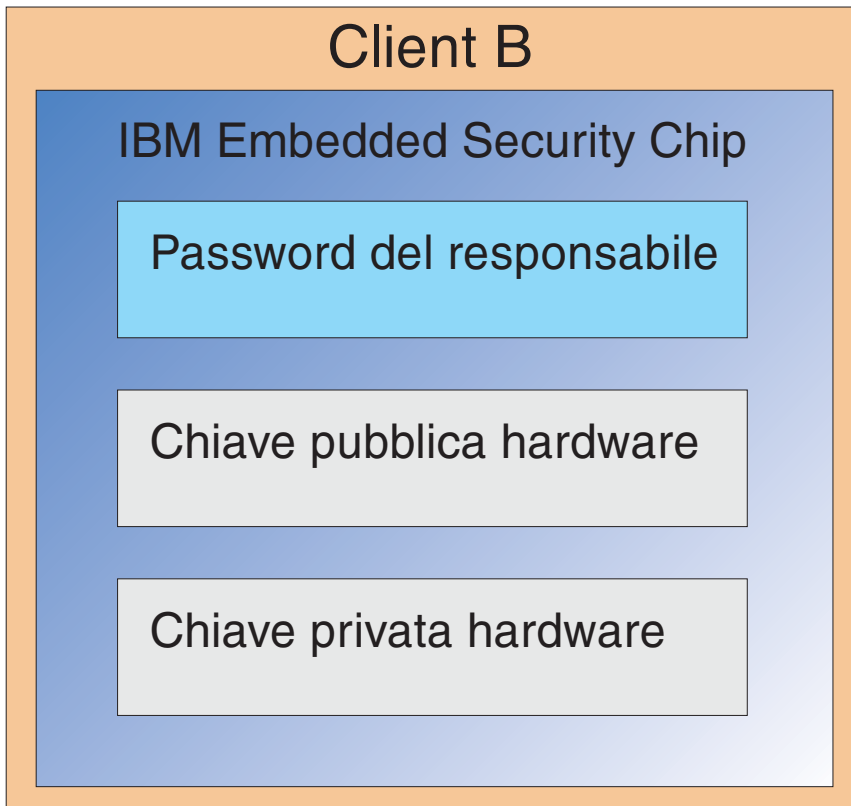 Client B
IBM Embedded Security Chip
Password del responsabile
Chiave pubblica hardware
Chiave privata hardware